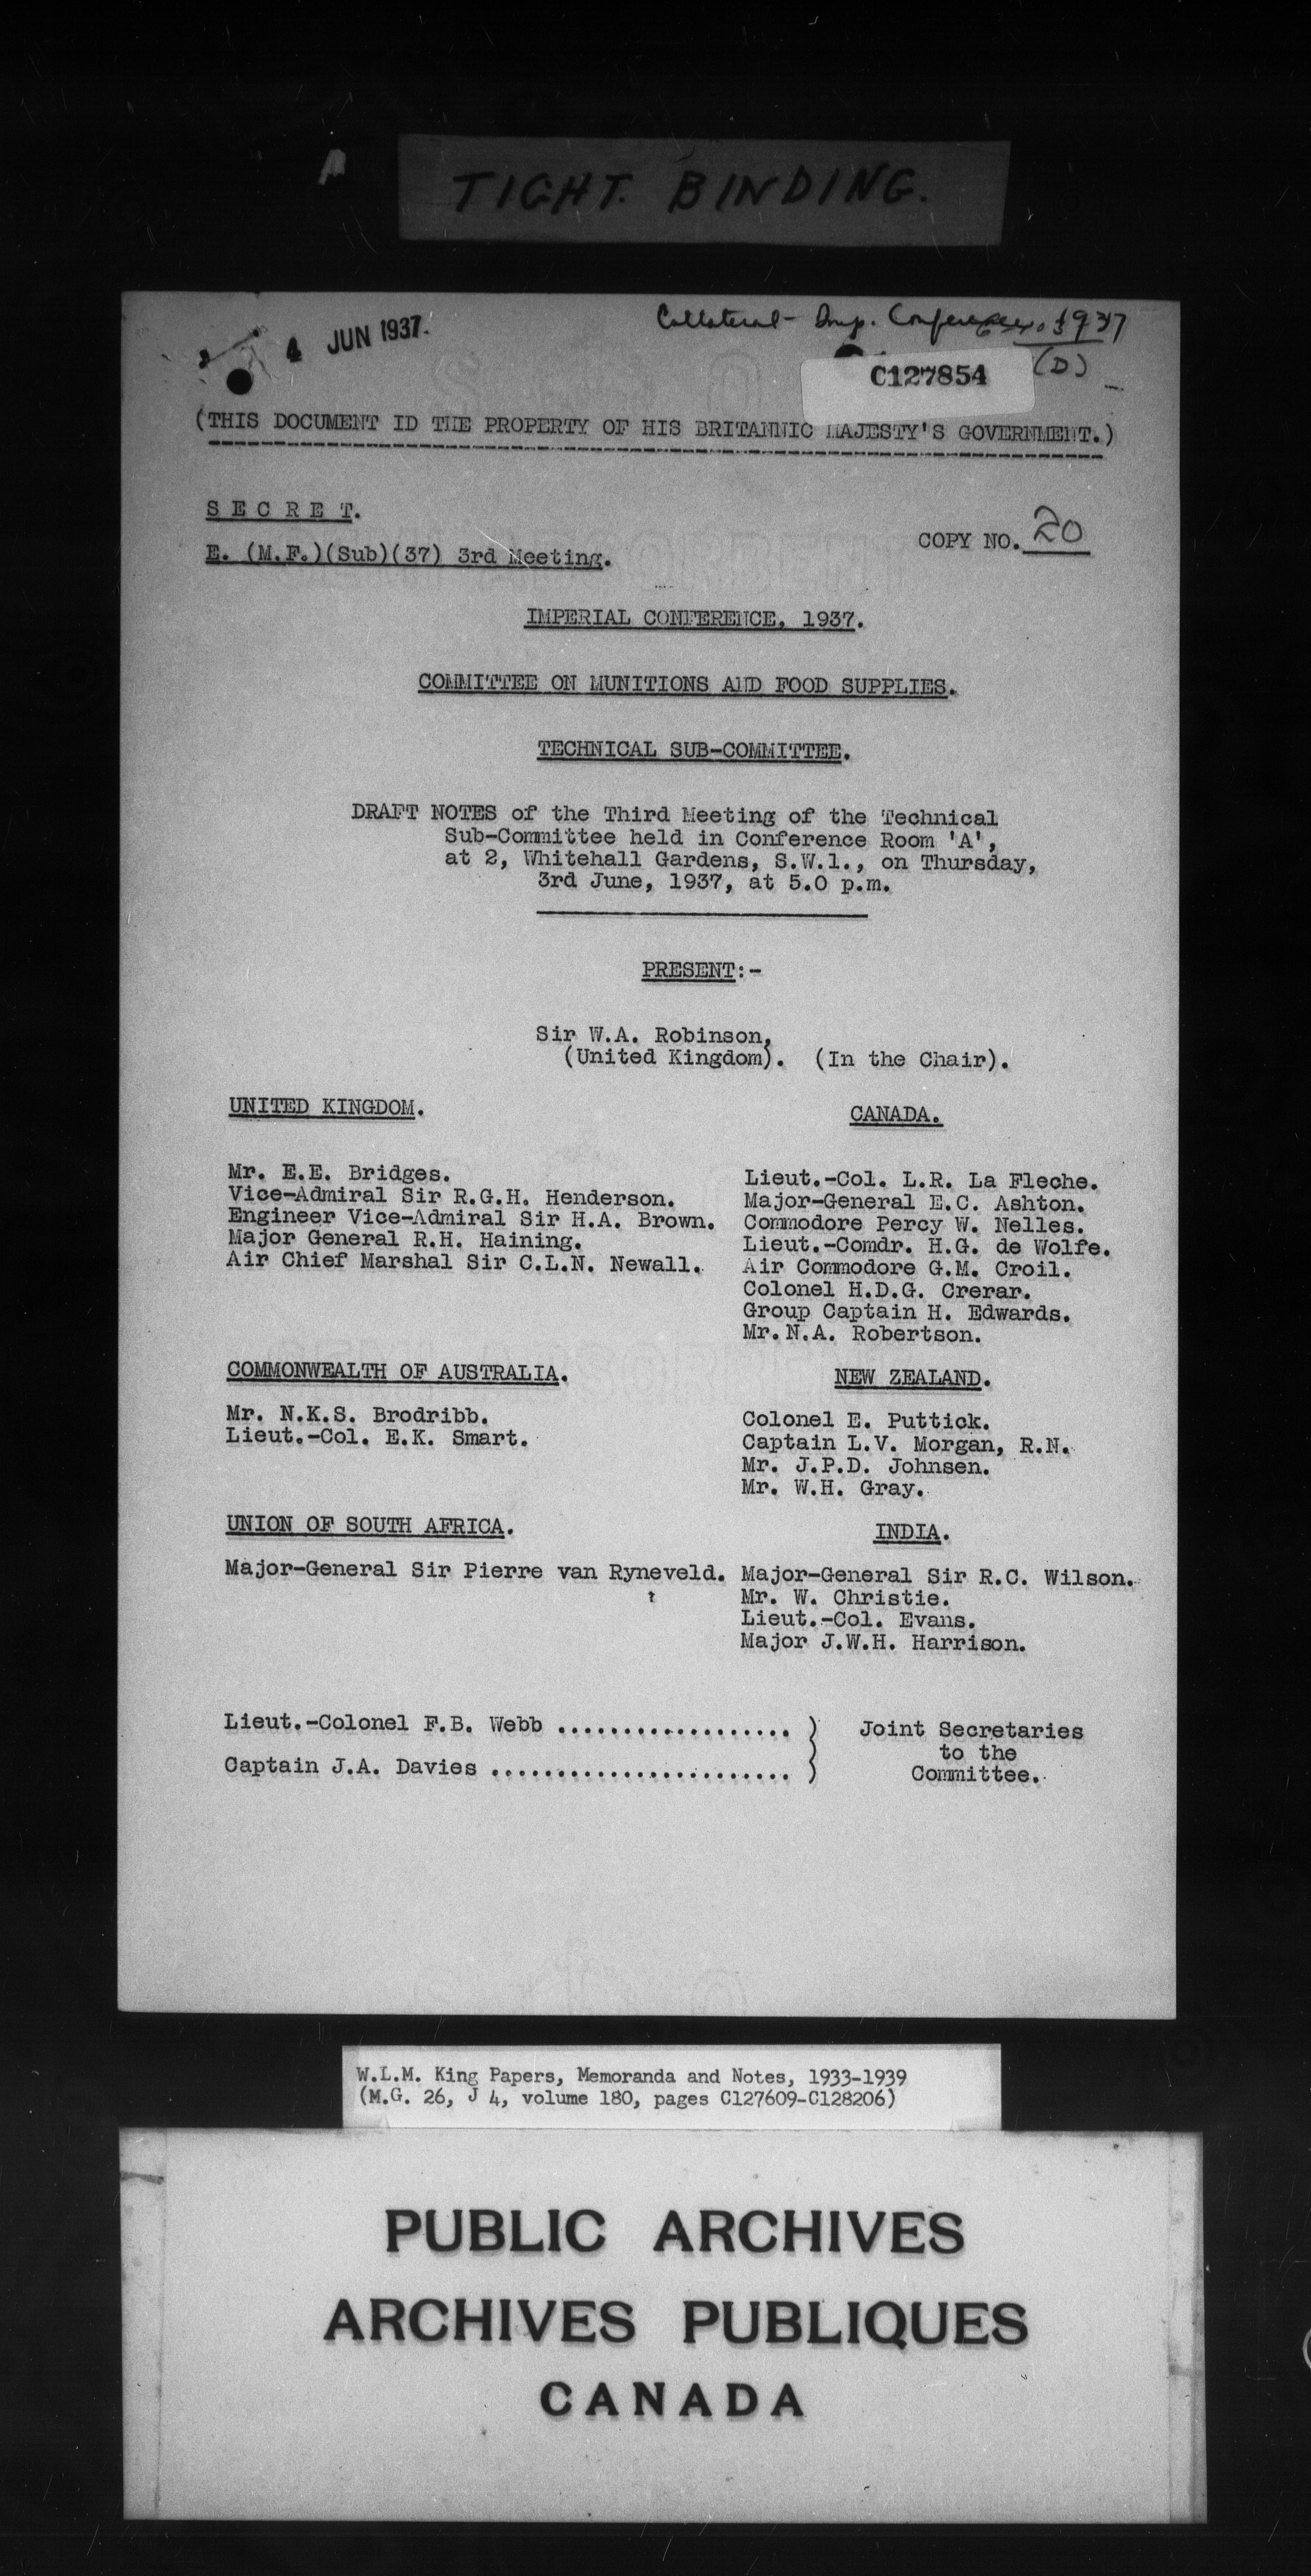 TIGHT. BINDING.
4 JUN 1937.
Collateral - Imp. Conference. 1937
(D)
C127854
(THIS DOCUMENT ID THE PROPERTY OF HIS BRITANNIC MAJESTY'S GOVERNMENT.)
SECRET.
COPY NO. 20
E. (M.F.)(Sub)(37) 3rd Meeting.
IMPERIAL CONFERENCE, 1937.
COMMITTEE ON MUNITIONS AND FOOD SUPPLIES.
TECHNICAL SUB-COMMITTEE.
DRAFT NOTES of the Third Meeting of the Technical
Sub-Committee held in Conference Room 'A',
at 2, Whitehall Gardens, S.W.1., on Thursday,
3rd June, 1937, at 5.0 p.m.
PRESENT:-
Sir W.A. Robinson,
(United Kingdom). (In the Chair).
UNITED KINGDOM.
Mr. E.E. Bridges.
Vice-Admiral Sir R.G.H. Henderson.
Engineer Vice-Admiral Sir H.A. Brown.
Major General R.H. Haining.
Air Chief Marshal Sir C.L.N. Newall.
CANADA.
Lieut.-Col. L.R. La Fleche.
Major-General E.C. Ashton.
Commodore Percy W. Nelles.
Lieut.-Comdr. H.G. de Wolfe.
Air Commodore G.M. Croil.
Colonel H.D.G. Crerar.
Group Captain H. Edwards.
Mr. N.A. Robertson.
COMMONWEALTH OF AUSTRALIA.
Mr. N.K.S. Brodribb.
Lieut.-Col. E.K. Smart.
NEW ZEALAND.
Colonel E. Puttick.
Captain L.V. Morgan, R.N.
Mr. J.P.D. Johnsen.
Mr. W.H. Gray.
UNION OF SOUTH AFRICA.
Major-General Sir Pierre van Ryneveld.
INDIA.
Major-General Sir R.C. Wilson.
Mr. W. Christie.
Lieut.-Col. Evans.
Major J.W.H. Harrison.
Lieut.-Colonel F.B. Webb ..................)
Captain J.A. Davies .......................)
Joint Secretaries
to the
Committee.
W.L.M. King Papers, Memoranda and Notes, 1933-1939
(M.G. 26, J 4, volume 180, pages C127609-C128206)
PUBLIC ARCHIVES
ARCHIVES PUBLIQUES
CANADA